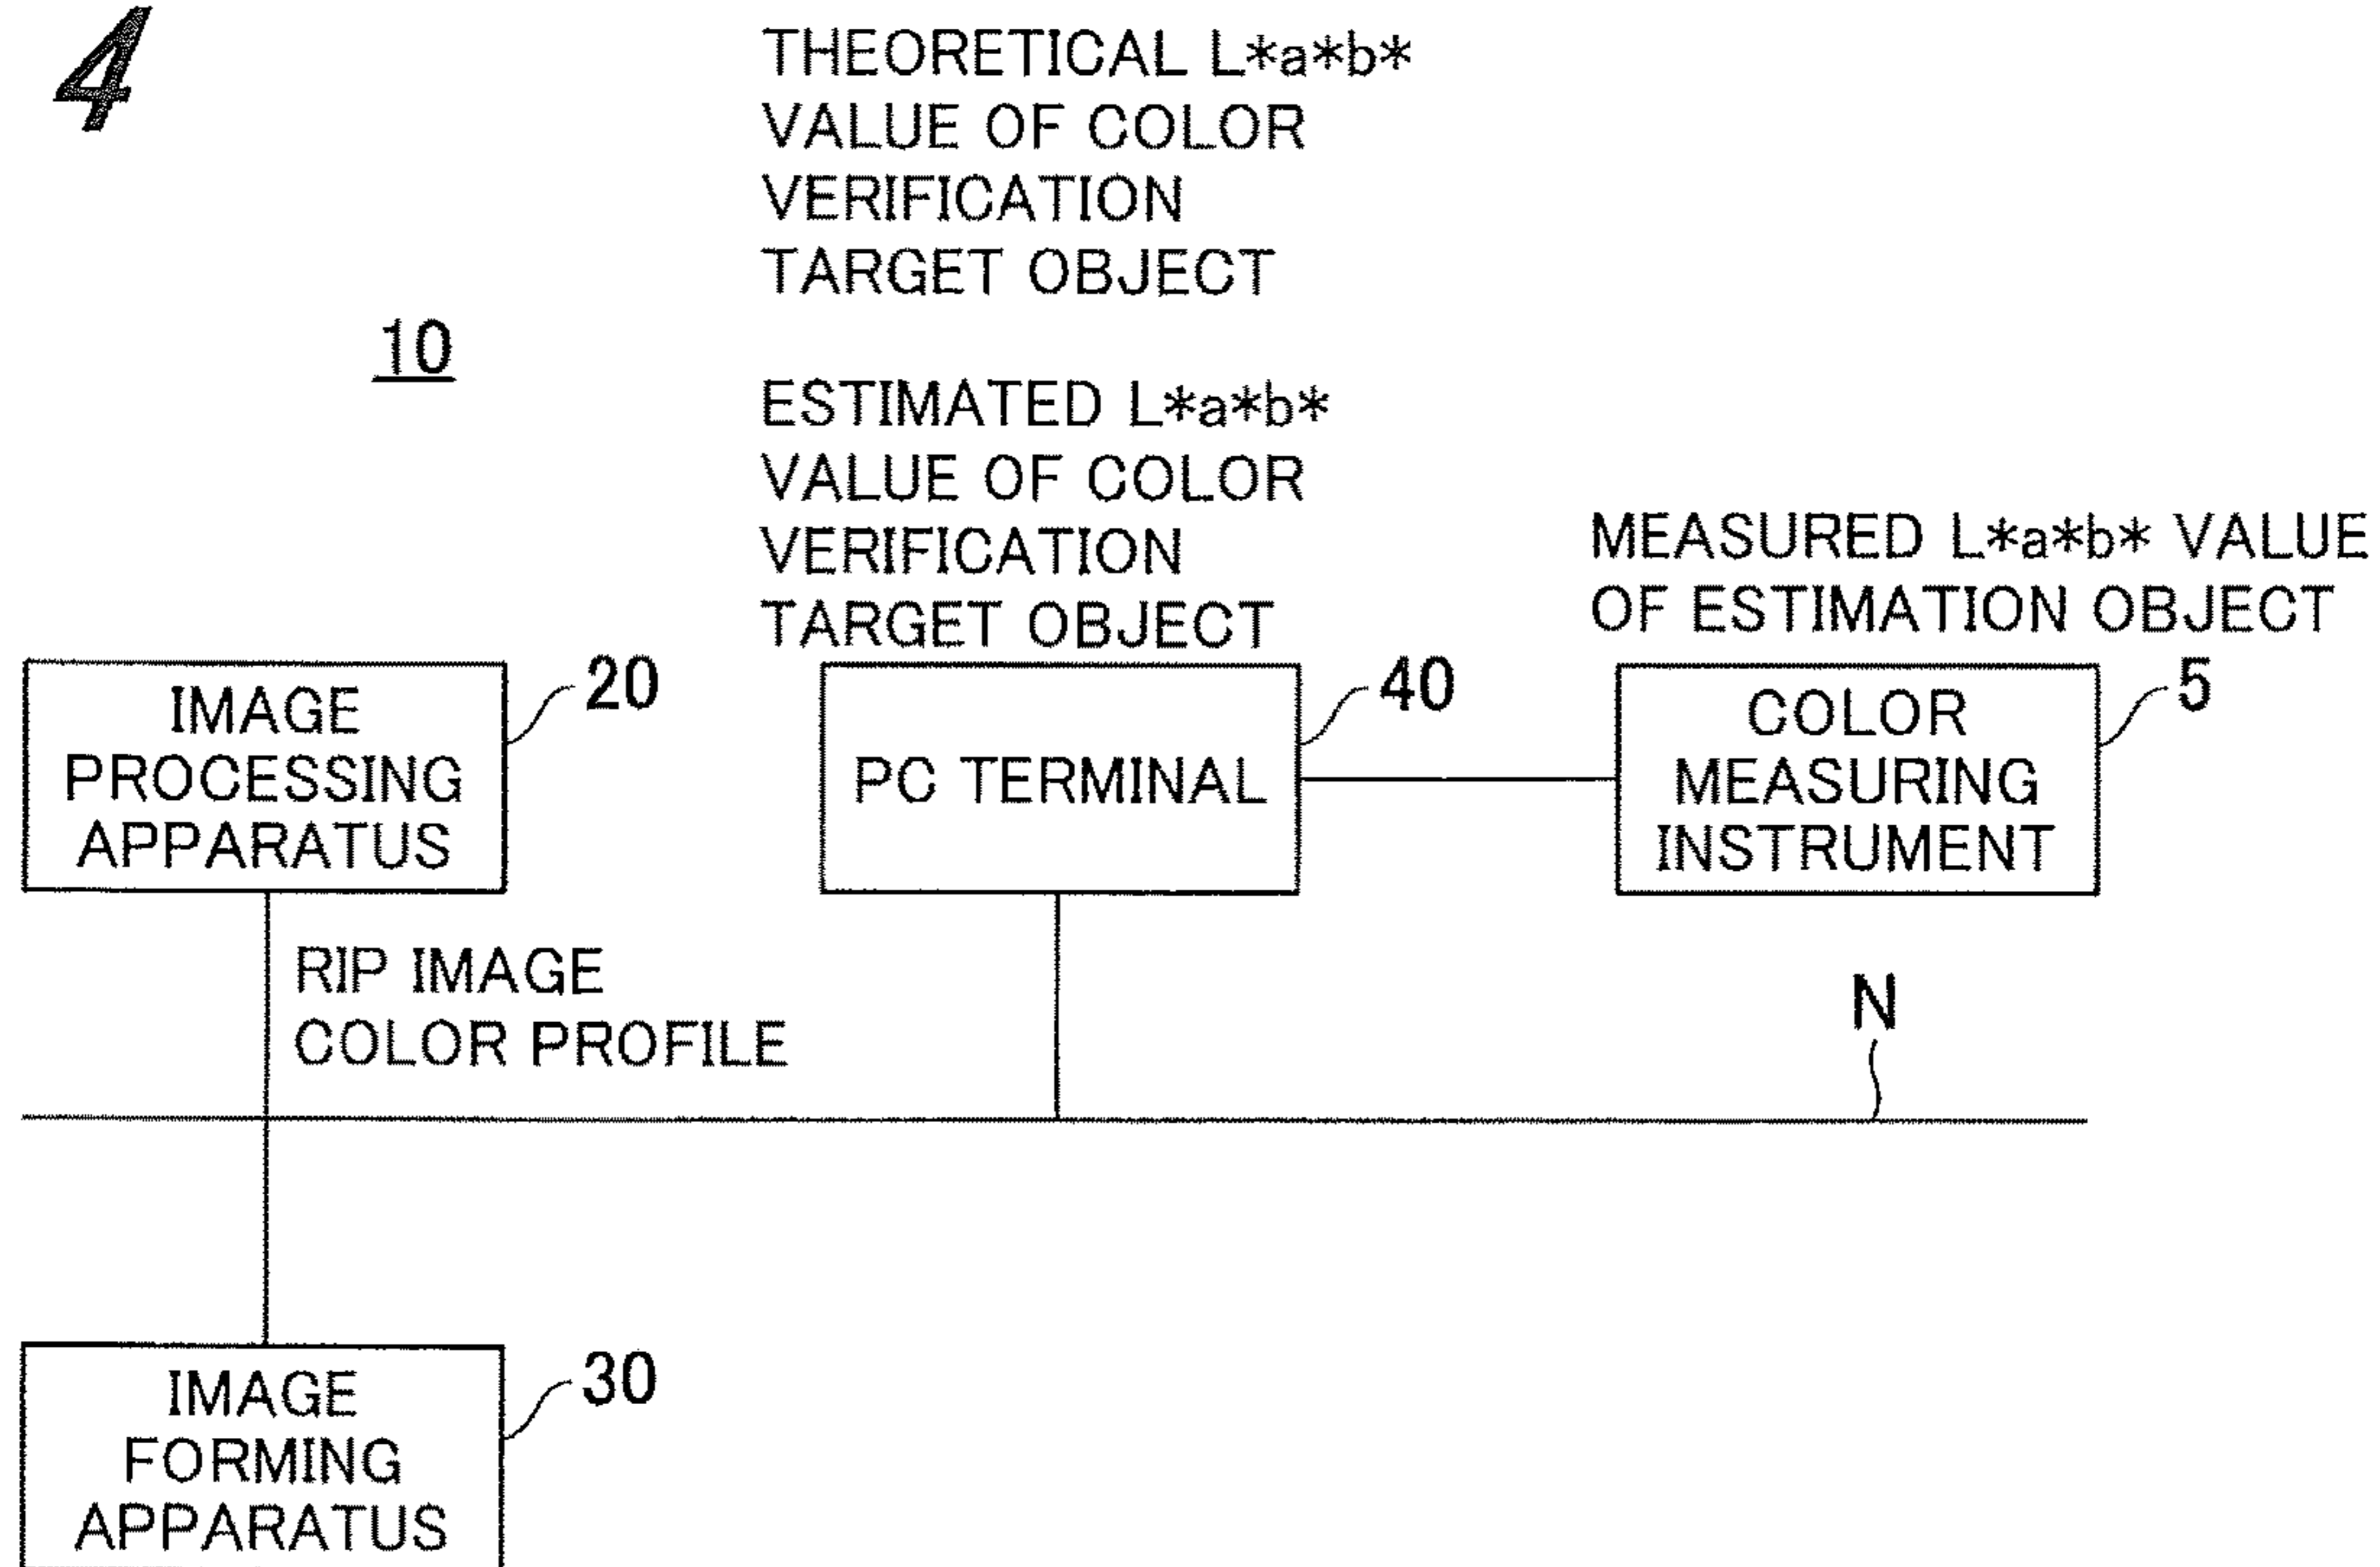 4
THEORETICAL L*a*b*
VALUE OF COLOR
VERIFICATION
TARGET OBJECT
10
ESTIMATED L*a*b*
VALUE OF COLOR
VERIFICATION
TARGET OBJECT
MEASURED L*a*b* VALUE
OF ESTIMATION OBJECT
IMAGE
PROCESSING
APPARATUS
20
PC TERMINAL
40
COLOR
MEASURING
INSTRUMENT
5
RIP IMAGE
COLOR PROFILE
N
IMAGE
FORMING
APPARATUS
30